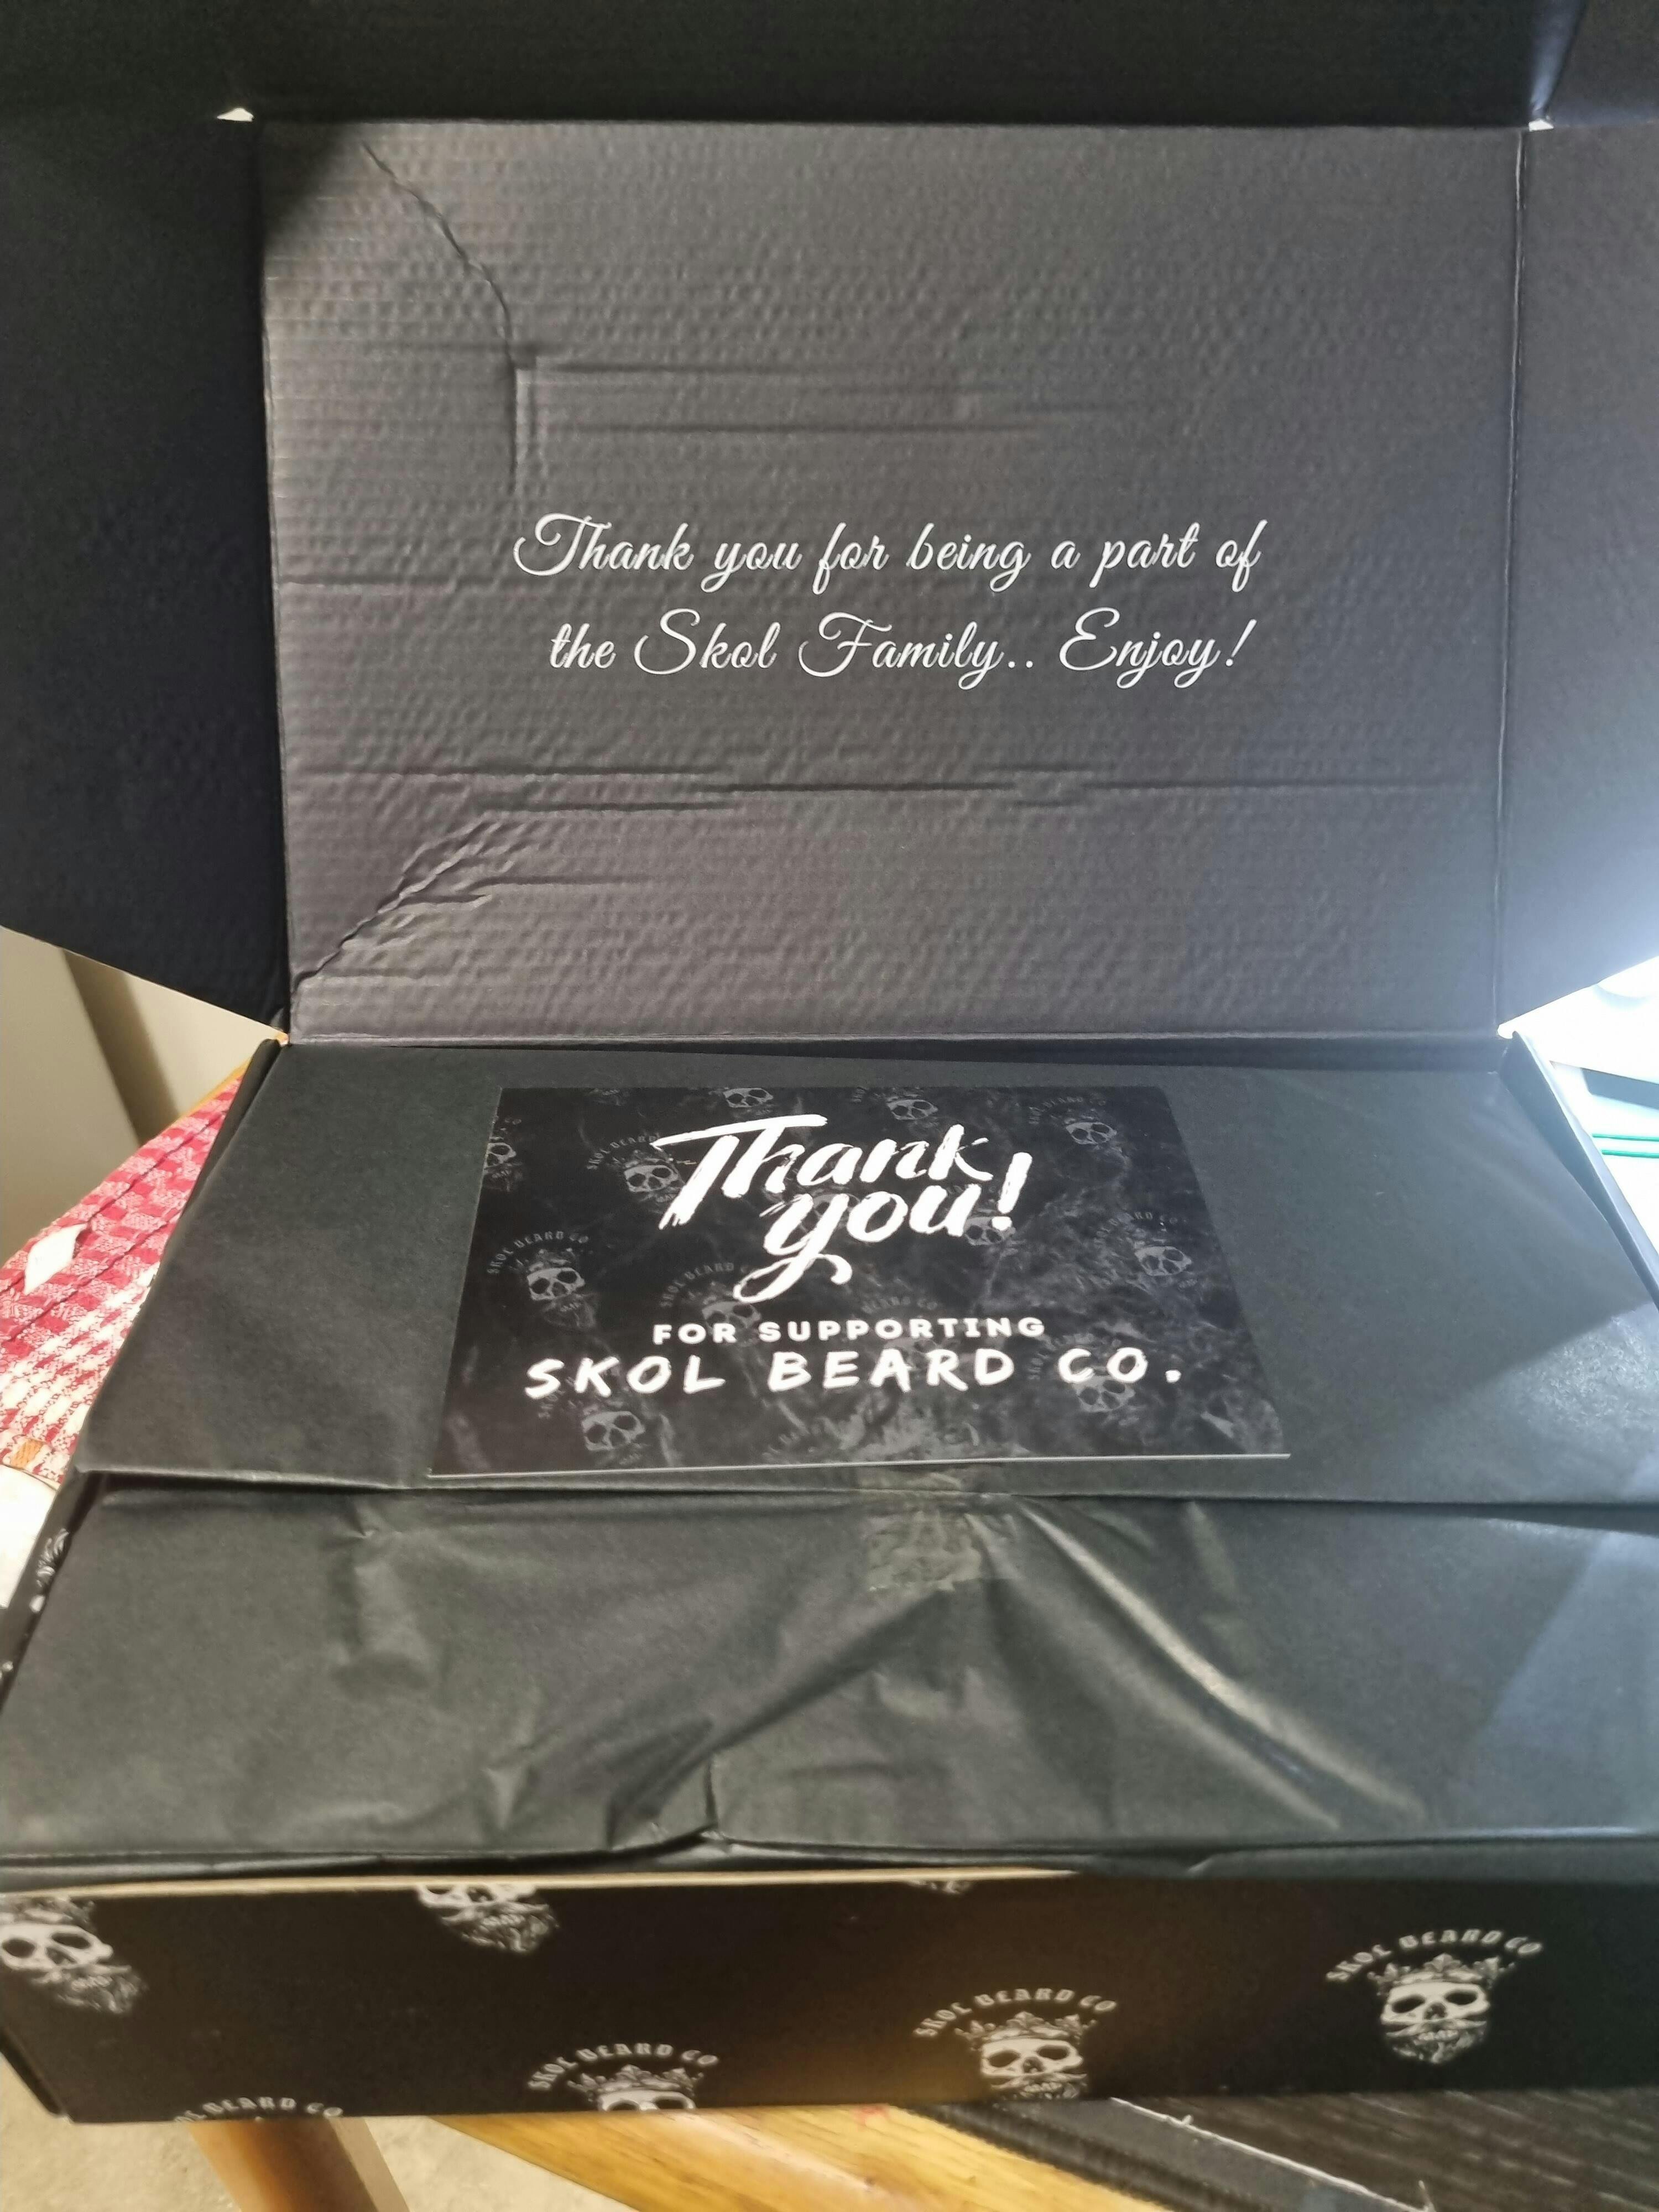 Thank you for being a part of
the Skol Family.. Enjoy!
Thank
you!
FOR SUPPORTING
SKOL BEARD CO.
SKOL BEARD CO
SKOL BEARD CO
SKOL BEARD CO
SKOL BEARD CO